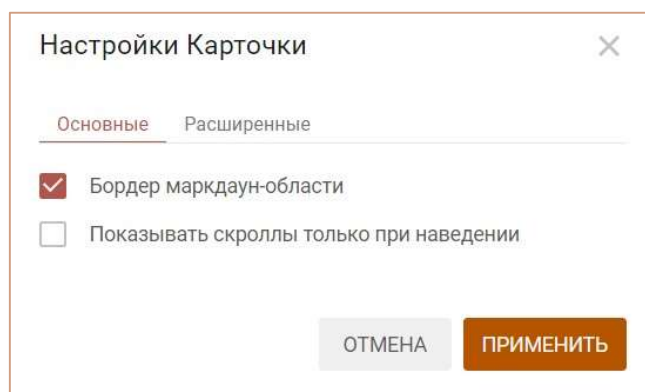 Настройки Карточки
Основные Расширенные
Бордер маркдаун-области
Показывать скроллы только при наведении
ОТМЕНА ПРИМЕНИТЬ